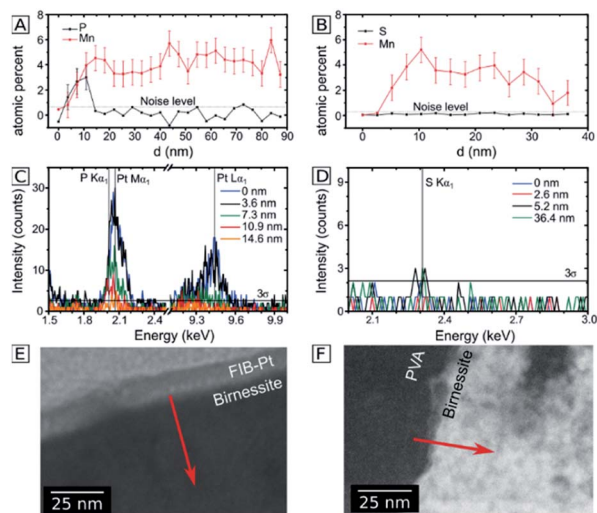 A
P
Mn
atomic percent
8
6
4
2
0
Noise level
0 10 20 30 40 50 60 70 80 90
d (nm)
B
S
Mn
atomic percent
8
6
4
2
0
Noise level
0 10 20 30 40
d (nm)
C
P Kα1
Pt Mα1
Pt Lα1
Intensity (counts)
30
20
10
0
0 nm
3.6 nm
7.3 nm
10.9 nm
14.6 nm
3σ
1.5 1.8 2.1 2.4 9.3 9.6 9.9
Energy (keV)
D
S Kα1
Intensity (counts)
9
6
3
0
0 nm
2.6 nm
5.2 nm
36.4 nm
3σ
2.1 2.4 2.7 3.0
Energy (keV)
E
FIB-Pt
Birnessite
25 nm
F
PVA
Birnessite
25 nm